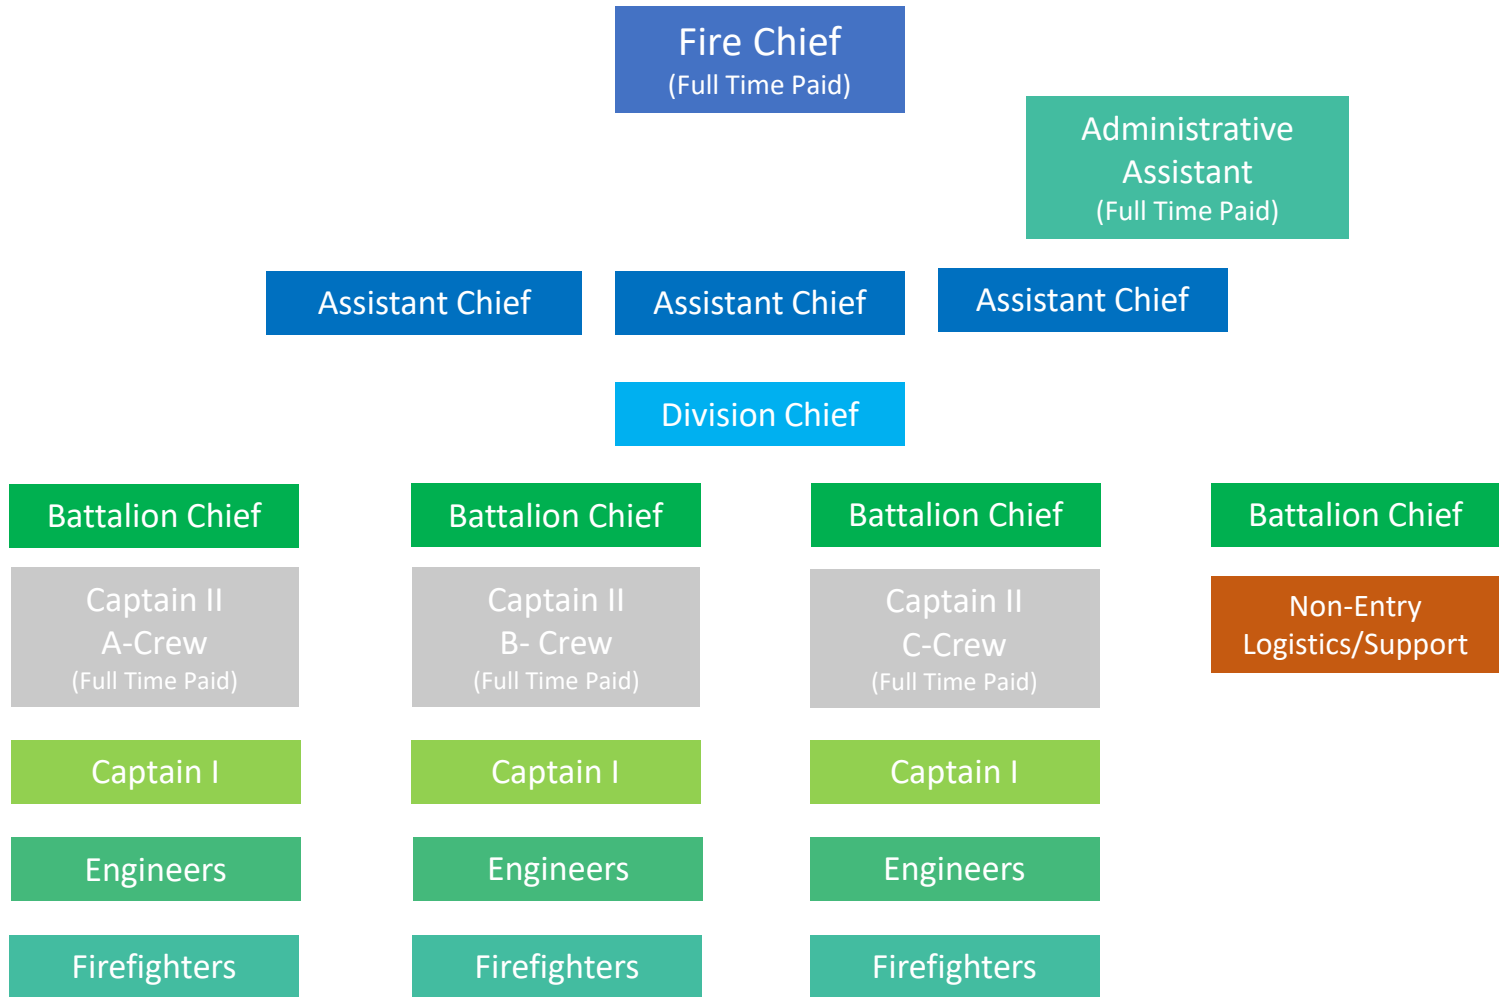 Fire Chief
(Full Time Paid)
Administrative
Assistant
(Full Time Paid)
Assistant Chief
Assistant Chief
Assistant Chief
Division Chief
Battalion Chief
Battalion Chief
Battalion Chief
Battalion Chief
Captain II
A-Crew
(Full Time Paid)
Captain II
B- Crew
(Full Time Paid)
Captain II
C-Crew
(Full Time Paid)
Non-Entry
Logistics/Support
Captain I
Captain I
Captain I
Engineers
Engineers
Engineers
Firefighters
Firefighters
Firefighters